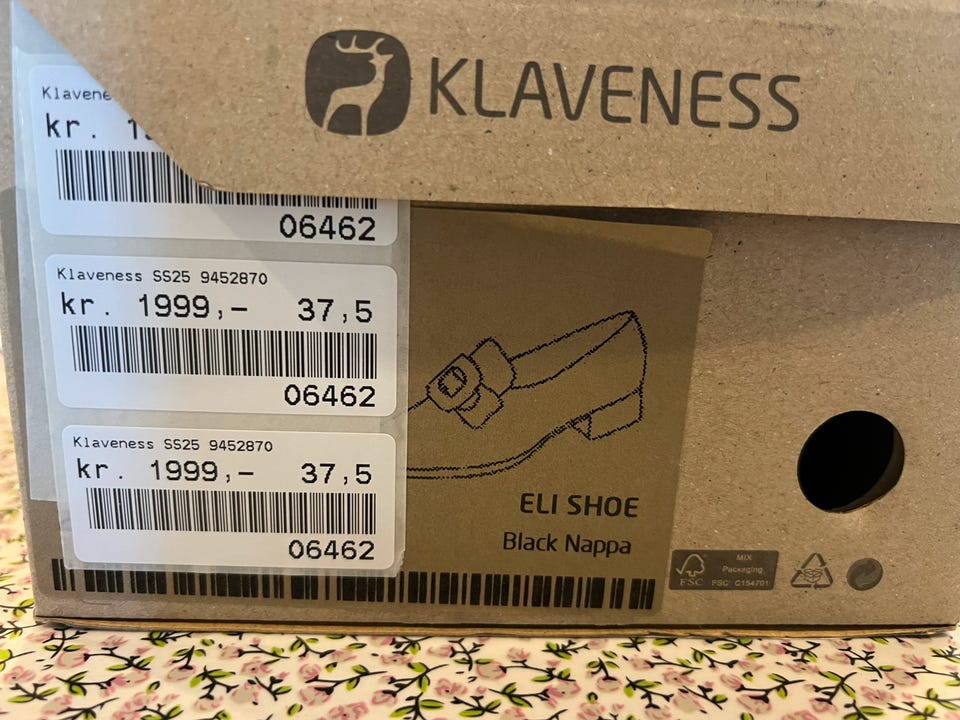 KLAVENESS
Klavene
kr. 1
06462
Klaveness SS25 9452870
kr. 1999,- 37,5
06462
Klaveness SS25 9452870
kr. 1999,- 37,5
06462
ELI SHOE
Black Nappa
FSC
MIX
Packaging
FSC® C154701